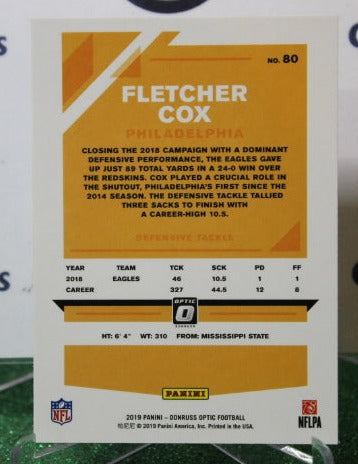 NO. 80
FLETCHER
COX
PHILADELPHIA
CLOSING THE 2018 CAMPAIGN WITH A DOMINANT
DEFENSIVE PERFORMANCE, THE EAGLES GAVE
UP JUST 89 TOTAL YARDS IN A 24-0 WIN OVER
THE REDSKINS. COX PLAYED A CRUCIAL ROLE IN
THE SHUTOUT, PHILADELPHIA'S FIRST SINCE THE
2014 SEASON. THE DEFENSIVE TACKLE TALLIED
THREE SACKS TO FINISH WITH
A CAREER-HIGH 10.5.
DEFENSIVE TACKLE
YEAR TEAM TCK SCK PD FF
2018 EAGLES 46 10.5 1 1
CAREER 327 44.5 12 8
OPTIC
O
DONRUSS
HT: 6' 4" WT: 310 FROM: MISSISSIPPI STATE
PANINI
NFL
NFLPA
2019 PANINI – DONRUSS OPTIC FOOTBALL
帕尼尼 © 2019 Panini America, Inc. Printed in the USA.